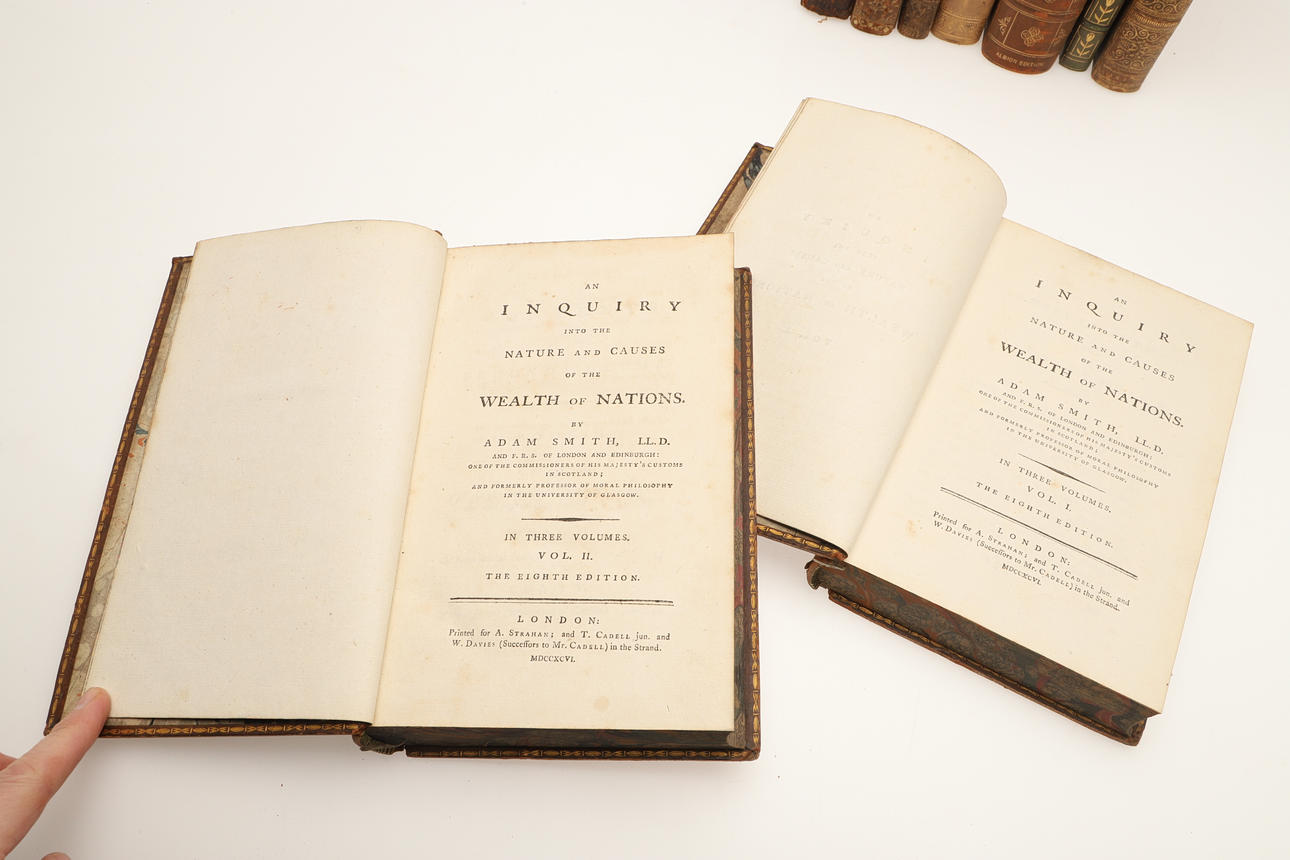 AN
INQUIRY
INTO THE
NATURE AND CAUSES
OF THE
WEALTH OF NATIONS.
BY
ADAM SMITH, LL.D.
AND F. R. S. OF LONDON AND EDINBURGH:
ONE OF THE COMMISSIONERS OF HIS MAJESTY'S CUSTOMS
IN SCOTLAND;
AND FORMERLY PROFESSOR OF MORAL PHILOSOPHY
IN THE UNIVERSITY OF GLASGOW.
IN THREE VOLUMES.
VOL. II.
THE EIGHTH EDITION.
LONDON:
Printed for A. STRAHAN; and T. CADELL jun. and
W. DAVIES (Succeſſors to Mr. CADELL) in the Strand.
MDCCXCVI.
AN
INQUIRY
INTO THE
NATURE AND CAUSES
OF THE
WEALTH OF NATIONS.
BY
ADAM SMITH, LL.D.
AND F. R. S. OF LONDON AND EDINBURGH:
ONE OF THE COMMISSIONERS OF HIS MAJESTY'S CUSTOMS
IN SCOTLAND;
AND FORMERLY PROFESSOR OF MORAL PHILOSOPHY
IN THE UNIVERSITY OF GLASGOW.
IN THREE VOLUMES.
VOL. I.
THE EIGHTH EDITION.
LONDON:
Printed for A. STRAHAN; and T. CADELL jun. and
W. DAVIES (Succeſſors to Mr. CADELL) in the Strand.
MDCCXCVI.
ALBION EDITION